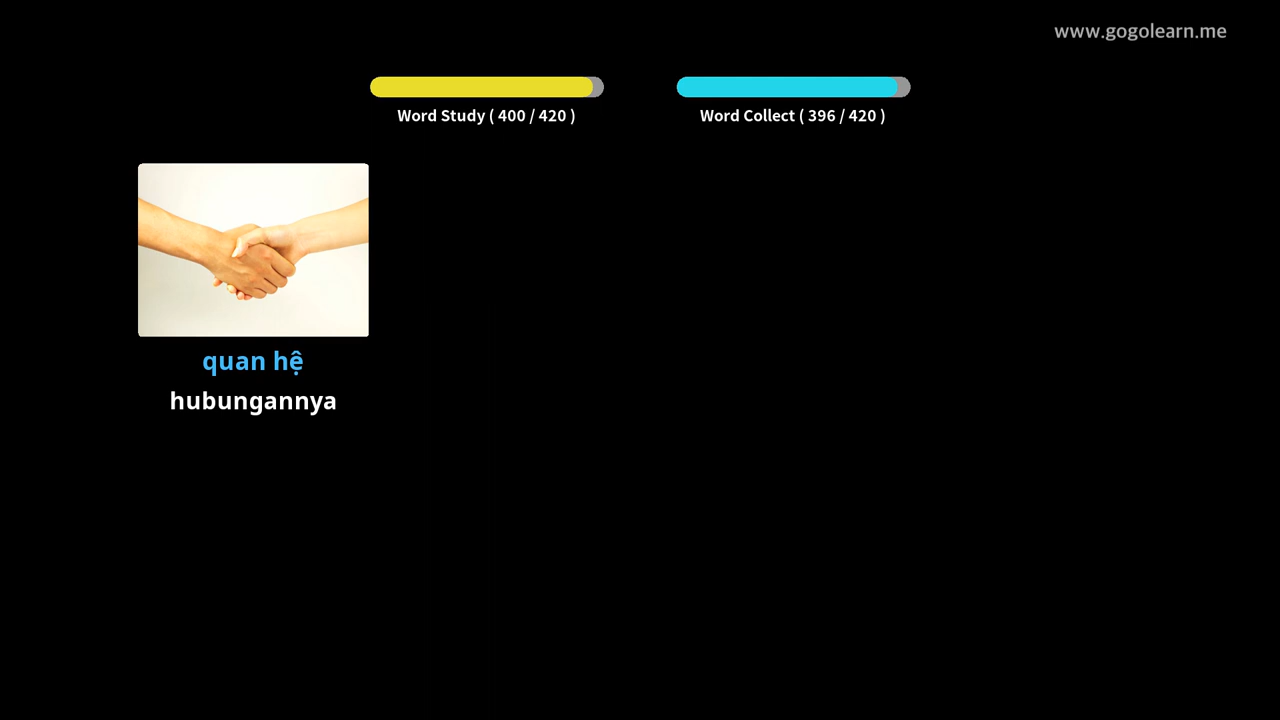 www.gogolearn.me
Word Study ( 400 / 420 )
Word Collect ( 396 / 420 )
quan hệ
hubungannya